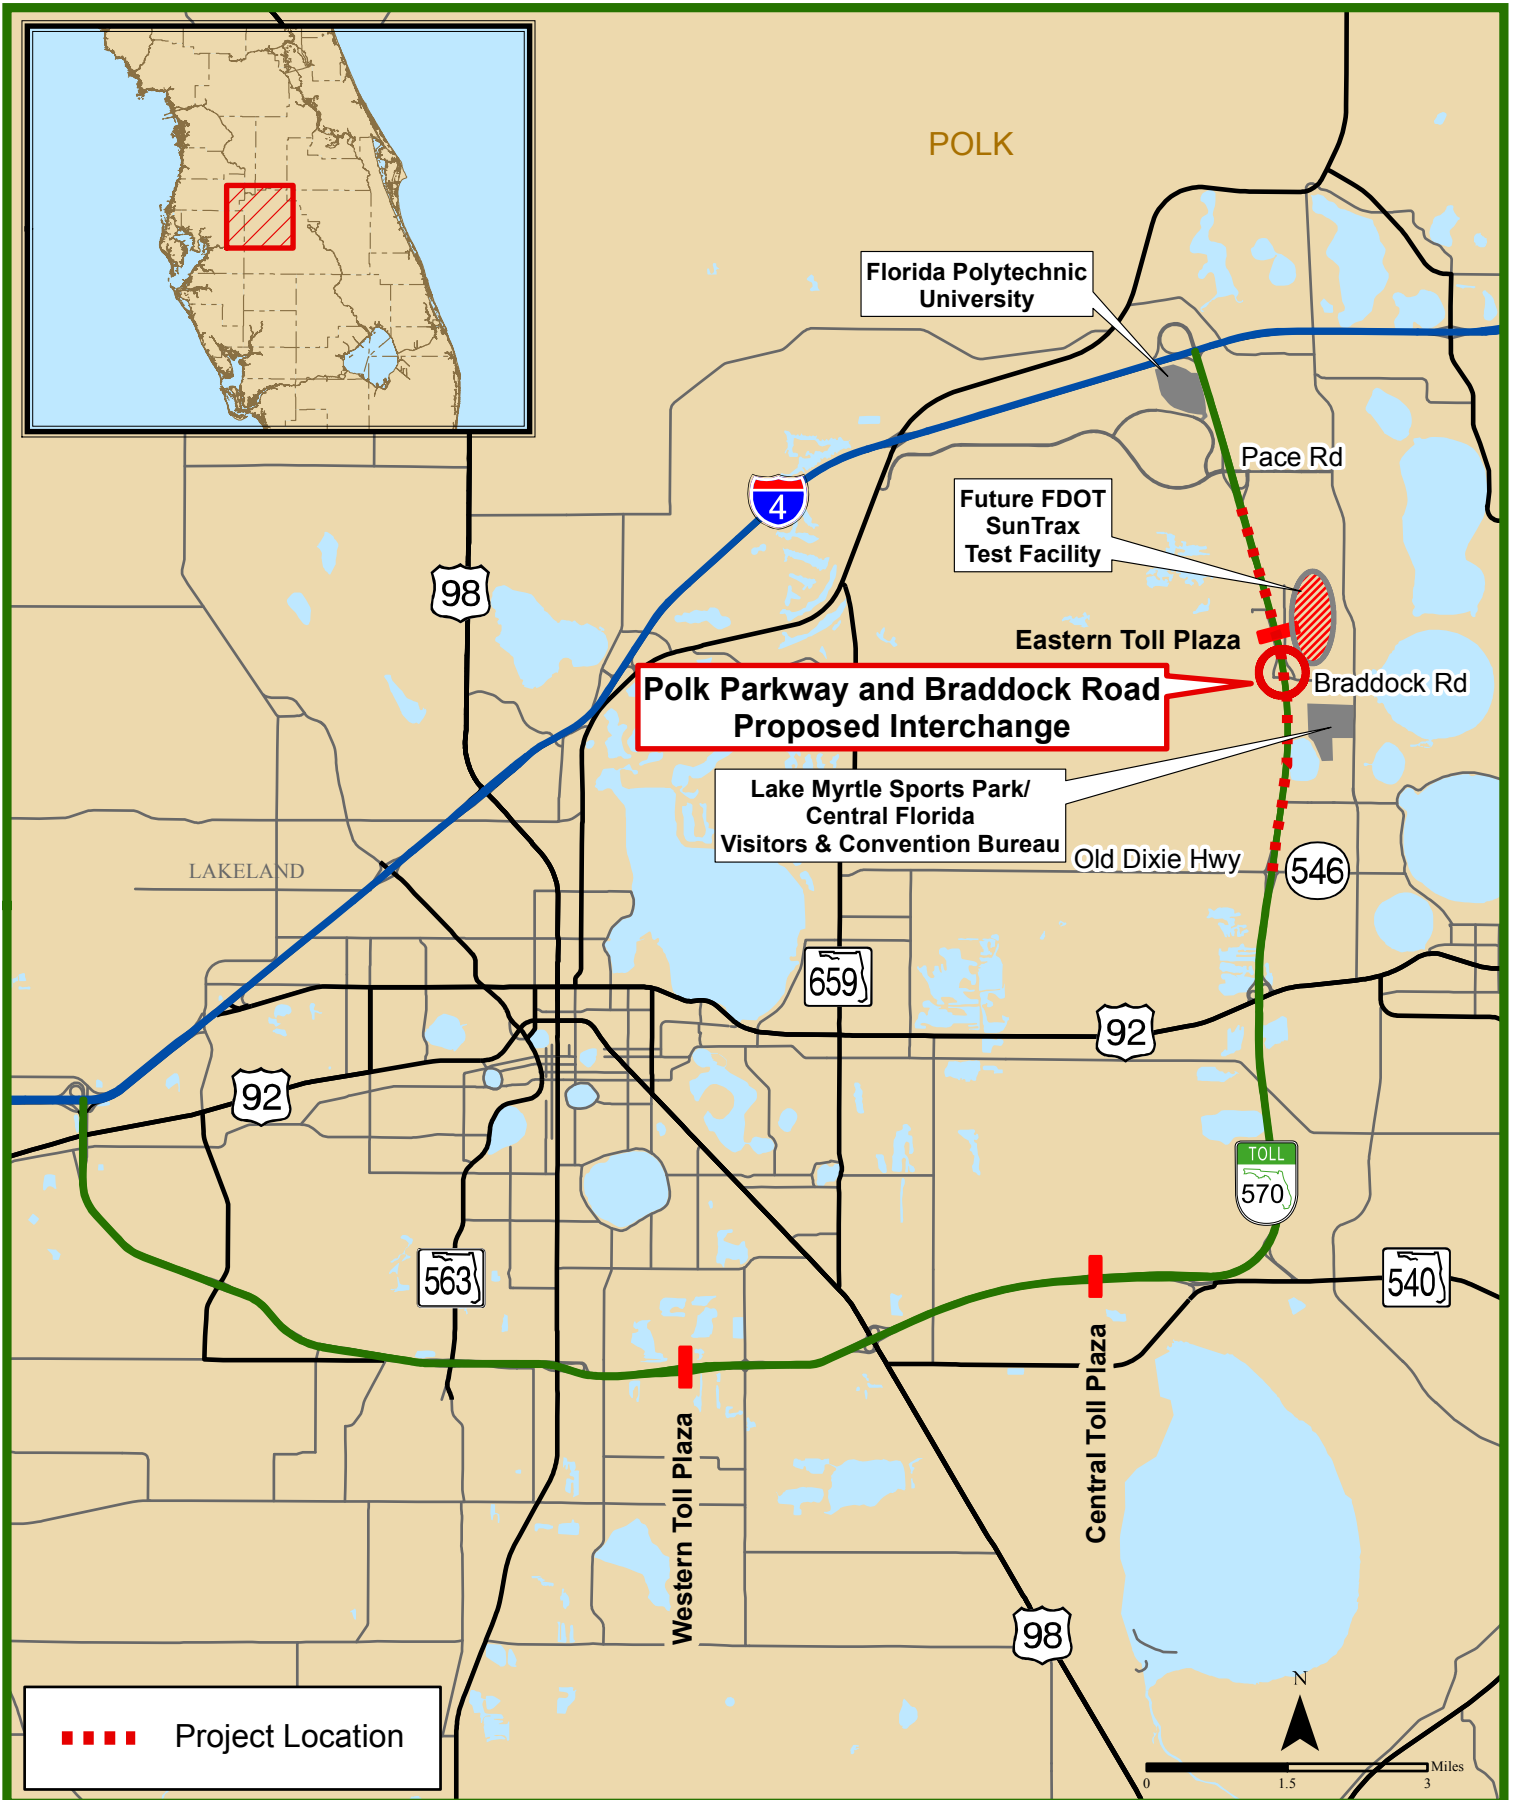 POLK
Florida Polytechnic
University
4
Pace Rd
Future FDOT
SunTrax
Test Facility
98
Eastern Toll Plaza
Polk Parkway and Braddock Road
Proposed Interchange
Braddock Rd
Lake Myrtle Sports Park/
Central Florida
Visitors & Convention Bureau
Old Dixie Hwy
546
LAKELAND
659
92
92
TOLL
570
563
540
Central Toll Plaza
Western Toll Plaza
98
N
Project Location
Miles
0
1.5
3